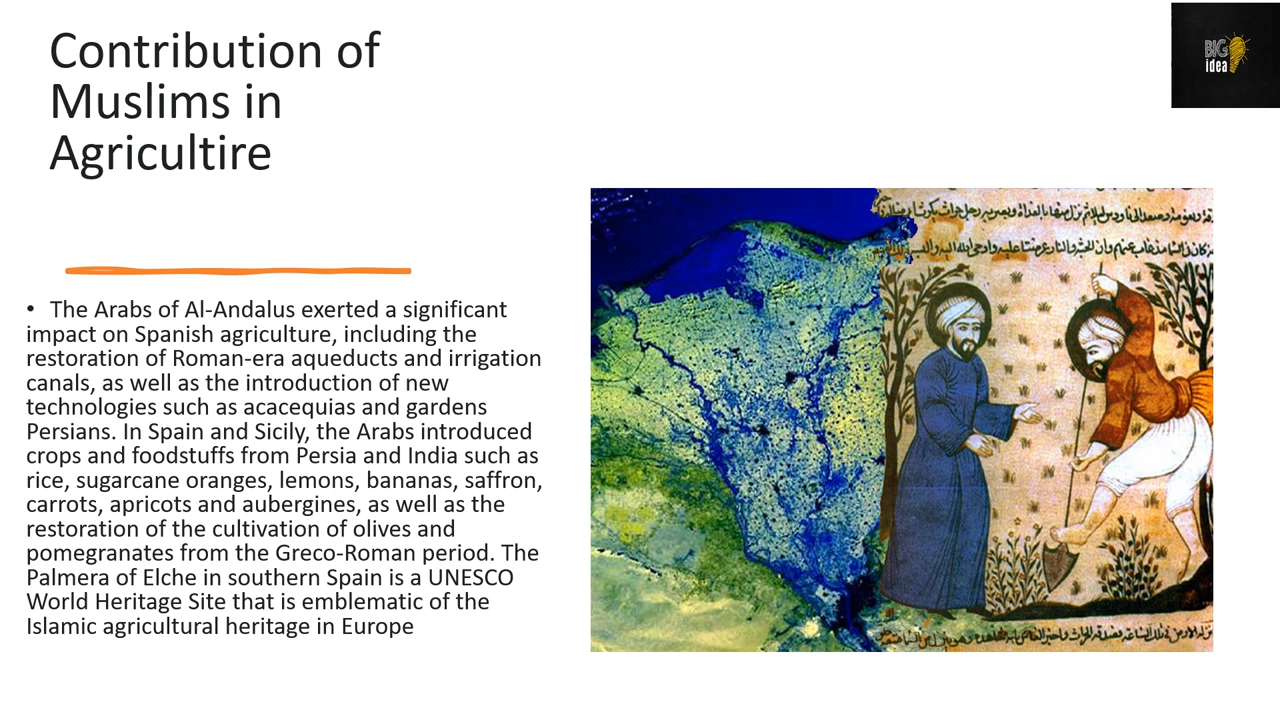 Contribution of
Muslims in
Agricultire
BIG
idea
• The Arabs of Al-Andalus exerted a significant
impact on Spanish agriculture, including the
restoration of Roman-era aqueducts and irrigation
canals, as well as the introduction of new
technologies such as acacequias and gardens
Persians. In Spain and Sicily, the Arabs introduced
crops and foodstuffs from Persia and India such as
rice, sugarcane oranges, lemons, bananas, saffron,
carrots, apricots and aubergines, as well as the
restoration of the cultivation of olives and
pomegranates from the Greco-Roman period. The
Palmera of Elche in southern Spain is a UNESCO
World Heritage Site that is emblematic of the
Islamic agricultural heritage in Europe